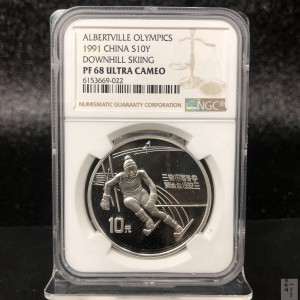 ALBERTVILLE OLYMPICS
1991 CHINA S10Y
DOWNHILL SKIING
PF 68 ULTRA CAMEO
6153669-022
NUMISMATIC GUARANTY CORPORATION
NGC
10元